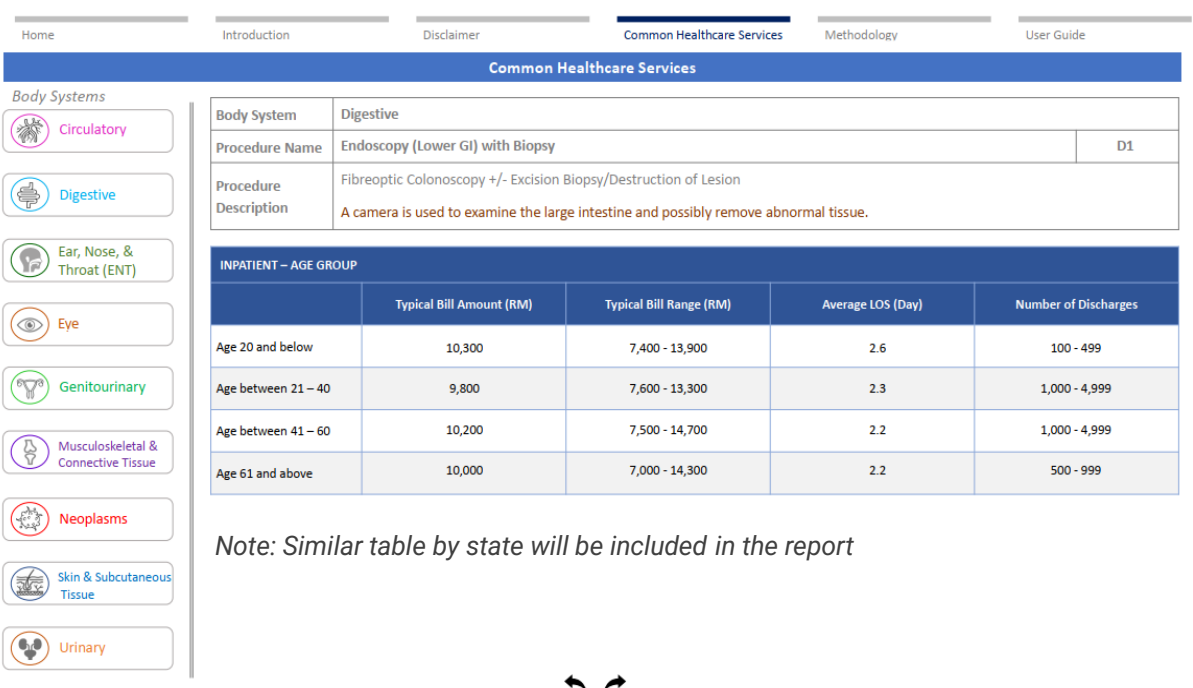 Home Introduction Disclaimer Common Healthcare Services Methodology User Guide
Common Healthcare Services
Body Systems
Circulatory
Digestive
Ear, Nose, &
Throat (ENT)
Eye
Genitourinary
Musculoskeletal &
Connective Tissue
Neoplasms
Skin & Subcutaneous
Tissue
Urinary
Body System Digestive
Procedure Name Endoscopy (Lower GI) with Biopsy D1
Procedure
Description
Fibreoptic Colonoscopy +/- Excision Biopsy/Destruction of Lesion
A camera is used to examine the large intestine and possibly remove abnormal tissue.
INPATIENT – AGE GROUP
Typical Bill Amount (RM) Typical Bill Range (RM) Average LOS (Day) Number of Discharges
Age 20 and below 10,300 7,400 - 13,900 2.6 100 - 499
Age between 21 – 40 9,800 7,600 - 13,300 2.3 1,000 - 4,999
Age between 41 – 60 10,200 7,500 - 14,700 2.2 1,000 - 4,999
Age 61 and above 10,000 7,000 - 14,300 2.2 500 - 999
Note: Similar table by state will be included in the report